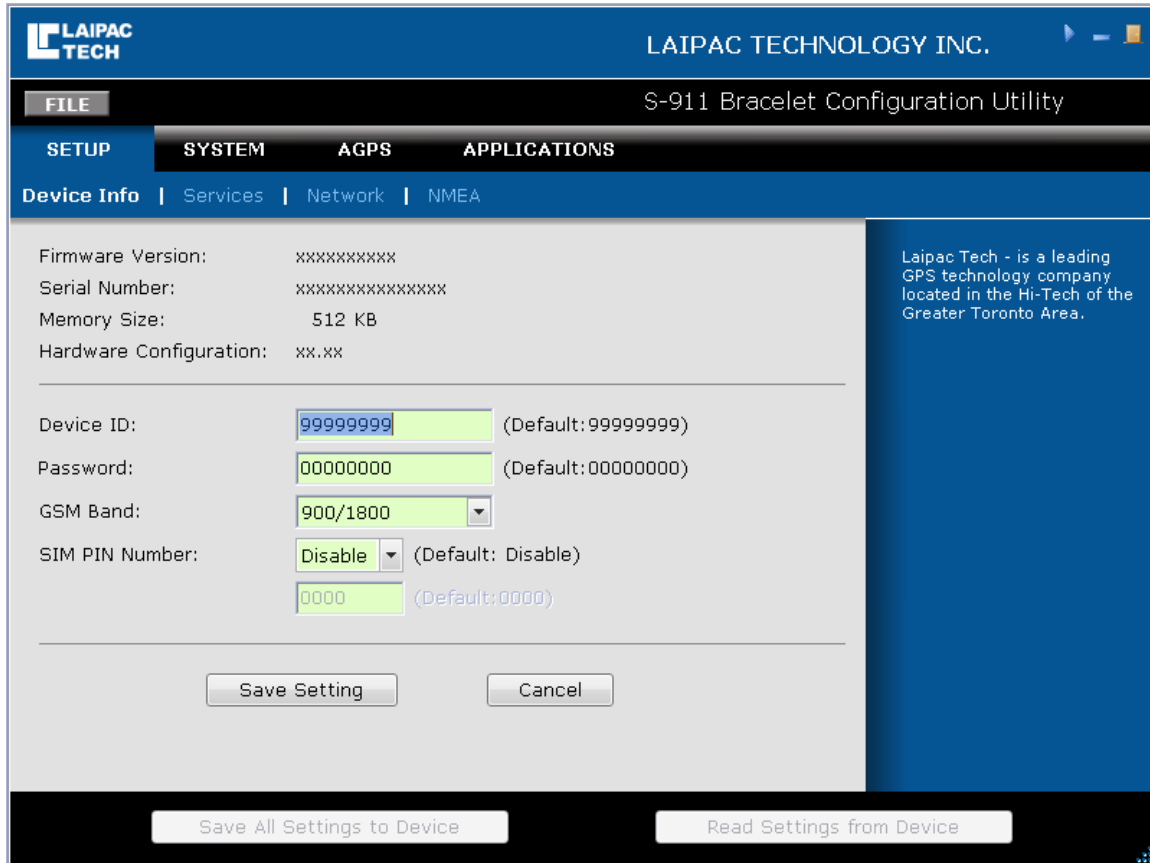 LAIPAC
TECH
LAIPAC TECHNOLOGY INC.
FILE
S-911 Bracelet Configuration Utility
SETUP SYSTEM AGPS APPLICATIONS
Device Info | Services | Network | NMEA
Firmware Version: xxxxxxxxxx
Serial Number: xxxxxxxxxxxxxxx
Memory Size: 512 KB
Hardware Configuration: xx.xx
Device ID: 99999999 (Default:99999999)
Password: 00000000 (Default:00000000)
GSM Band: 900/1800
SIM PIN Number: Disable (Default: Disable)
0000 (Default:0000)
Save Setting Cancel
Laipac Tech - is a leading
GPS technology company
located in the Hi-Tech of the
Greater Toronto Area.
Save All Settings to Device Read Settings from Device